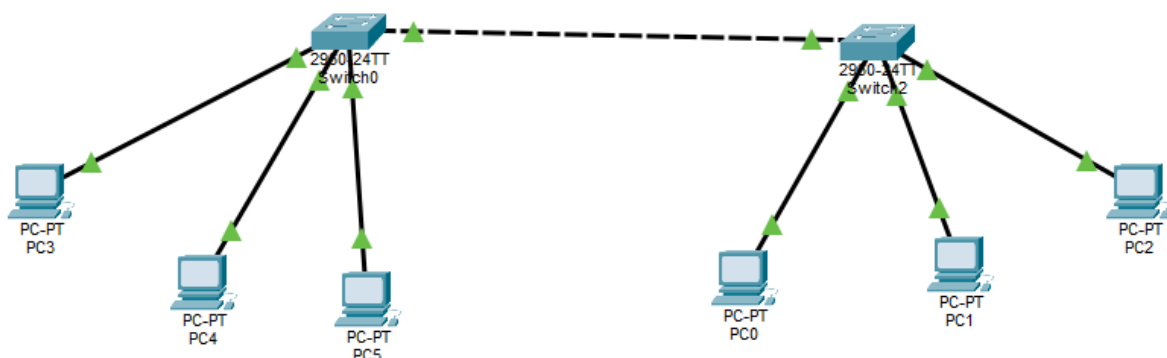 2960-24TT
Switch0
2960-24TT
Switch2
PC-PT
PC3
PC-PT
PC4
PC-PT
PC5
PC-PT
PC0
PC-PT
PC1
PC-PT
PC2